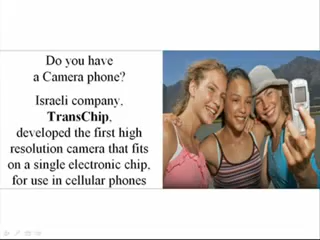 Do you have
a Camera phone?
Israeli company,
TransChip,
developed the first high
resolution camera that fits
on a single electronic chip,
for use in cellular phones